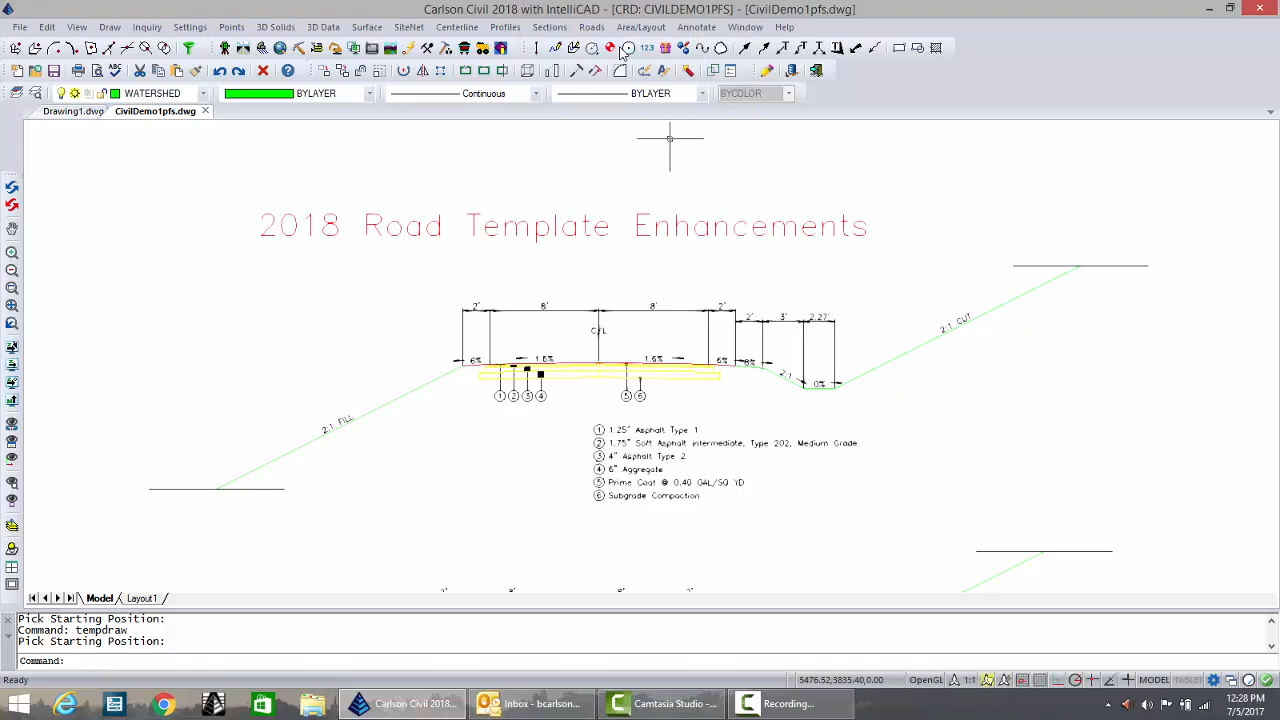 Carlson Civil 2018 with IntelliCAD - [CRD: CIVILDEMO1PFS] - [CivilDemo1pfs.dwg]
File Edit View Draw Inquiry Settings Points 3D Surfaces 3D Data SiteNet Centerline Profiles Sections Roads Area/Layout Annotate Window Help
123
WATERSHED BYLAYER Continuous BYLAYER BYCOLOR
Drawing1.dwg CivilDemo1pfs.dwg
2018 Road Template Enhancements
2' 8' 8' 2'
2' 3' 2.27'
C/L
2:1 CUT
6% 1.6% 1.6% 6% 8%
2:1 0%
1 2 3 4 5 6
2:1 FILL
1 1.25" Asphalt Type 1
2 1.75" Soft Asphalt intermediate, Type 202, Medium Grade
3 4" Asphalt Type 2
4 6" Aggregate
5 Prime Coat @ 0.40 GAL/SQ YD
6 Subgrade Compaction
Model Layout1
Pick Starting Position:
Command: tempdraw
Pick Starting Position:
Command:
Ready 5476.52,3835.40,0.00 OpenGL 1:1 MODEL TABLET
Carlson Civil 2018... Inbox - bcarlson... Camtasia Studio -... Recording...
12:28 PM
7/5/2017